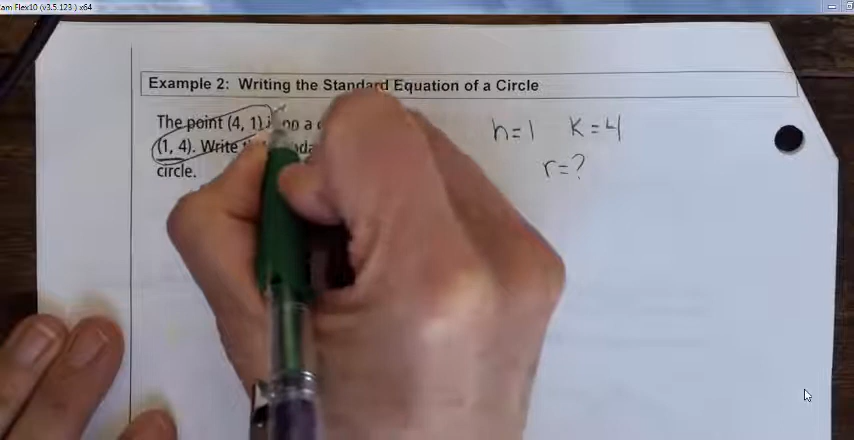 am Flex10 (v3.5.123 ) x64
Example 2: Writing the Standard Equation of a Circle
The point (4, 1) on a
(1, 4). Write
circle.
h=1 K=4
r=?